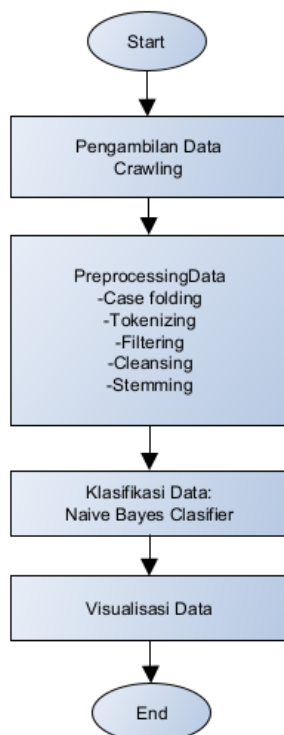 Start
Pengambilan Data
Crawling
PreprocessingData
-Case folding
-Tokenizing
-Filtering
-Cleansing
-Stemming
Klasifikasi Data:
Naive Bayes Clasifier
Visualisasi Data
End